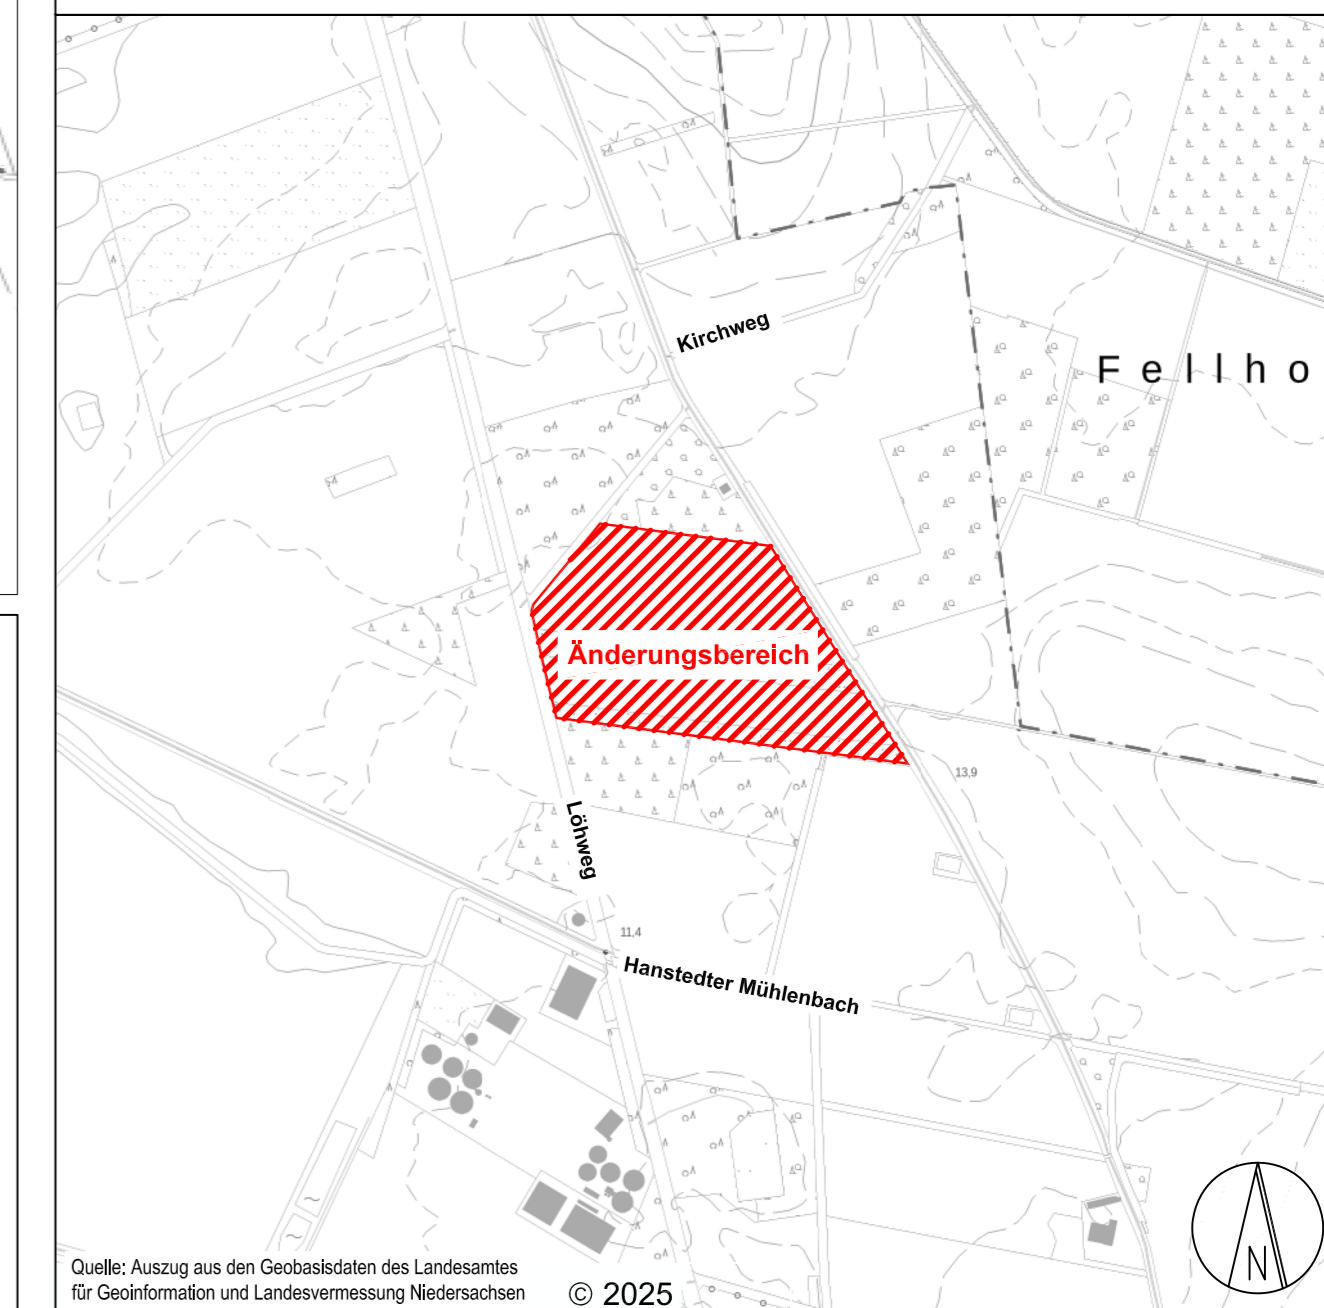 Kirchweg
Fellho
Änderungsbereich
13,9
Löhweg
11,4
Hanstedter Mühlenbach
N
Quelle: Auszug aus den Geobasisdaten des Landesamtes
für Geoinformation und Landesvermessung Niedersachsen
© 2025